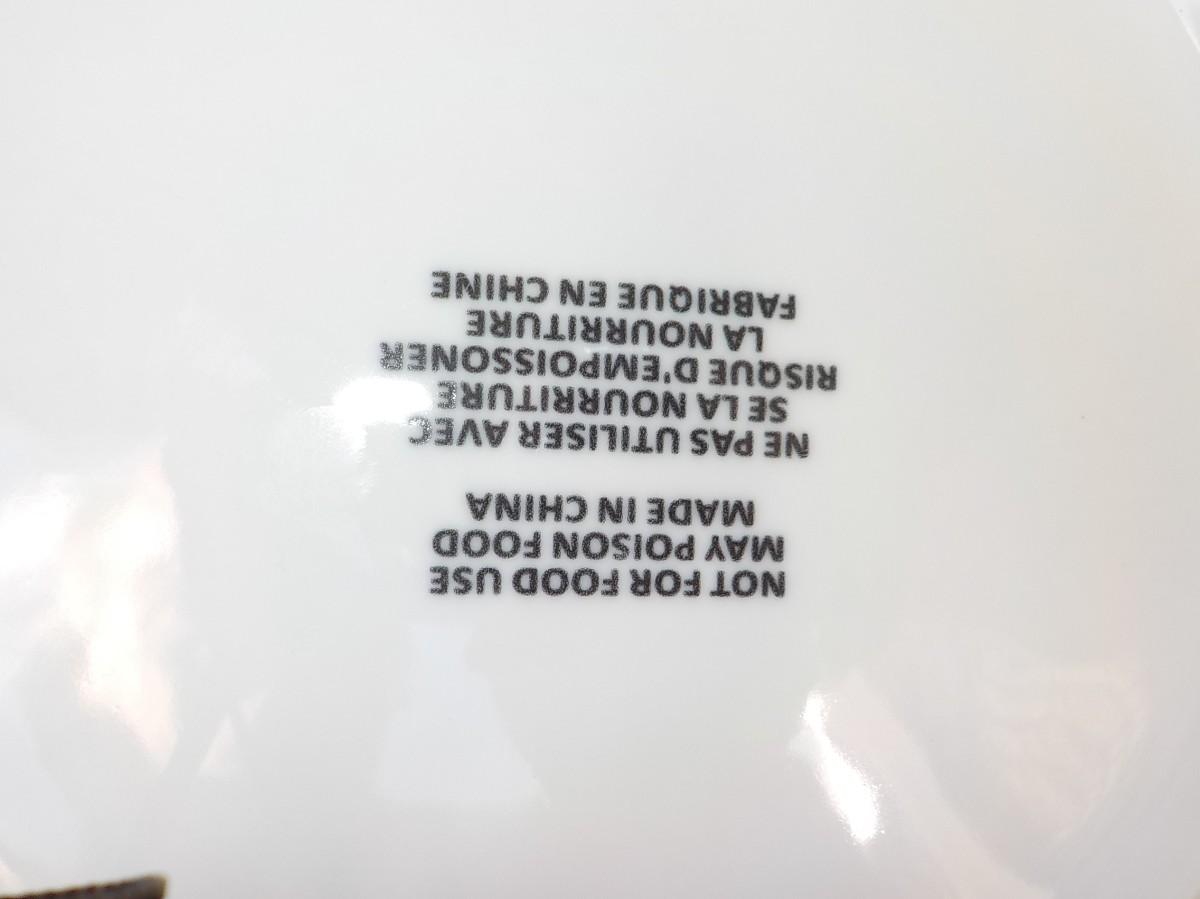 NOT FOR FOOD USE
MAY POISON FOOD
MADE IN CHINA
NE PAS UTILISER AVEC
SE LA NOURRITURE
RISQUE D'EMPOISSONER
LA NOURRITURE
FABRIQUE EN CHINE